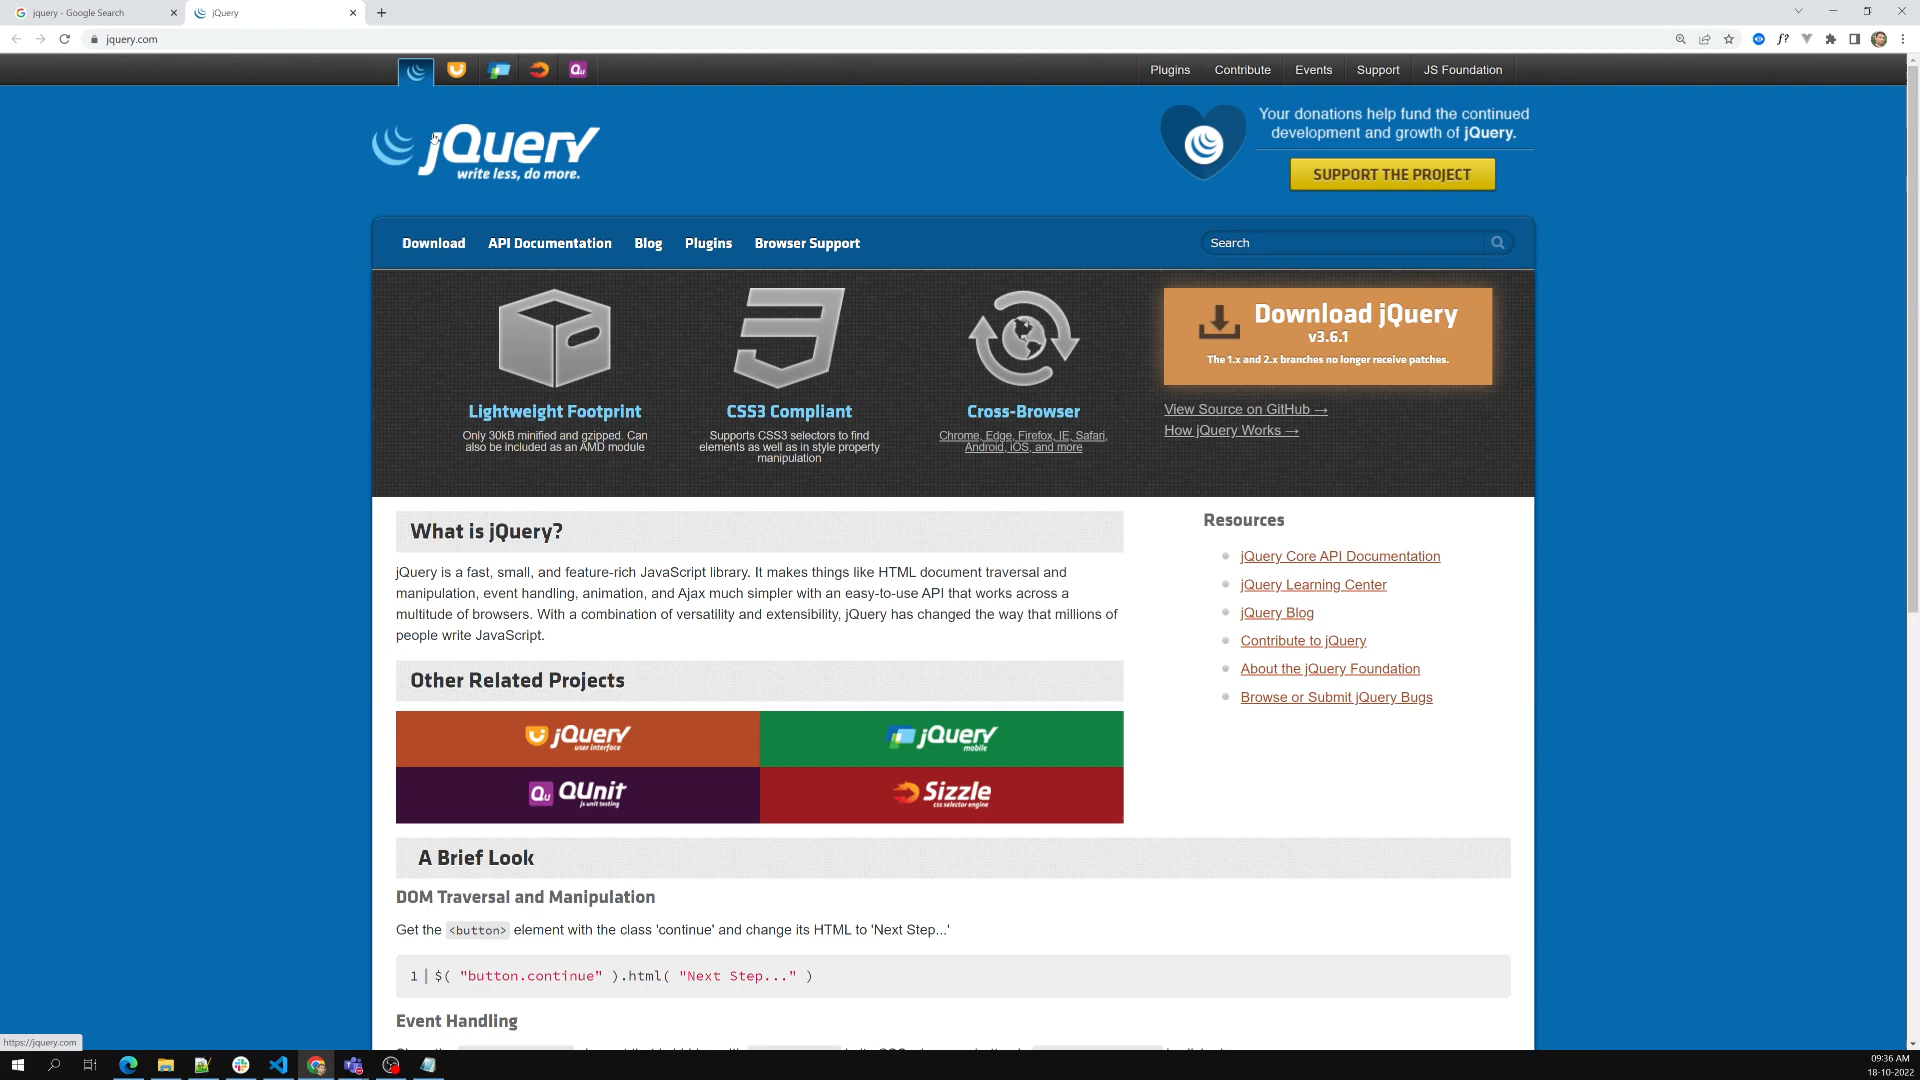 jquery - Google Search
jQuery
jquery.com
Plugins
Contribute
Events
Support
JS Foundation
jQuery
write less, do more.
Your donations help fund the continued
development and growth of jQuery.
SUPPORT THE PROJECT
Download
API Documentation
Blog
Plugins
Browser Support
Search
Lightweight Footprint
Only 30kB minified and gzipped. Can
also be included as an AMD module
CSS3 Compliant
Supports CSS3 selectors to find
elements as well as in style property
manipulation
Cross-Browser
Chrome, Edge, Firefox, IE, Safari,
Android, iOS, and more
Download jQuery
v3.6.1
The 1.x and 2.x branches no longer receive patches.
View Source on GitHub →
How jQuery Works →
What is jQuery?
jQuery is a fast, small, and feature-rich JavaScript library. It makes things like HTML document traversal and
manipulation, event handling, animation, and Ajax much simpler with an easy-to-use API that works across a
multitude of browsers. With a combination of versatility and extensibility, jQuery has changed the way that millions of
people write JavaScript.
Resources
jQuery Core API Documentation
jQuery Learning Center
jQuery Blog
Contribute to jQuery
About the jQuery Foundation
Browse or Submit jQuery Bugs
Other Related Projects
jQuery
user interface
jQuery
mobile
Qu QUnit
js unit testing
Sizzle
css selector engine
A Brief Look
DOM Traversal and Manipulation
Get the <button> element with the class 'continue' and change its HTML to 'Next Step...'
1 $( "button.continue" ).html( "Next Step..." )
Event Handling
https://jquery.com
09:36 AM
18-10-2022